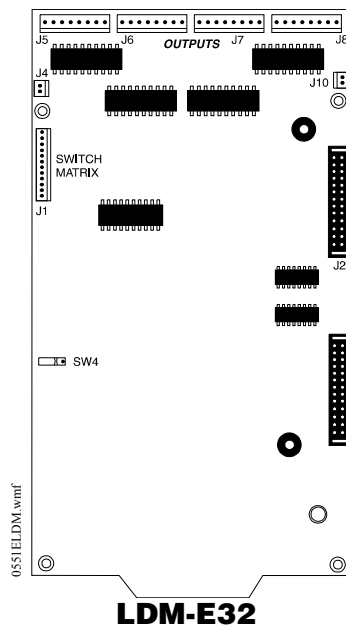 J5 J6 J7 J8
OUTPUTS
J4
J10
SWITCH
MATRIX
J1
J2
SW4
0551ELDM.wmf
LDM-E32